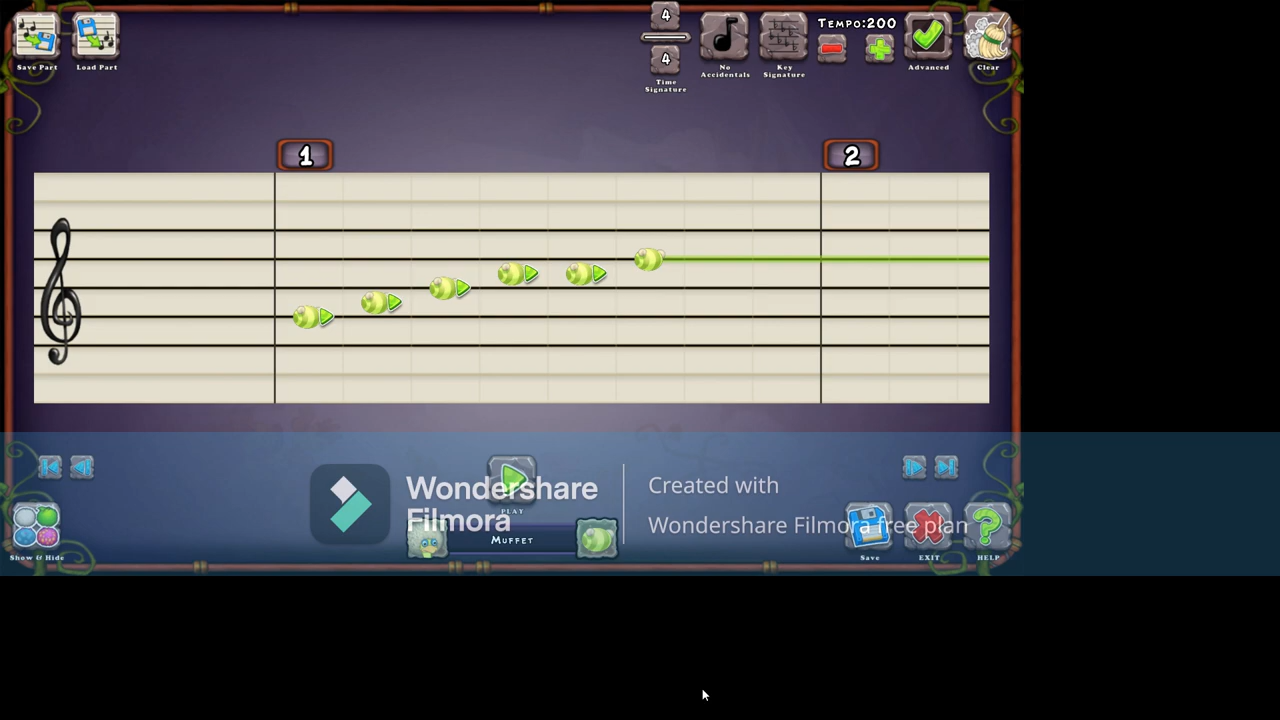 4
4
Time
Signature
No
Accidentals
Key
Signature
Tempo:200
Advanced
Clear
Save Part
Load Part
1
2
Wondershare
Filmora
Created with
Wondershare Filmora free plan
PLAY
Muffet
Show & Hide
Save
EXIT
HELP